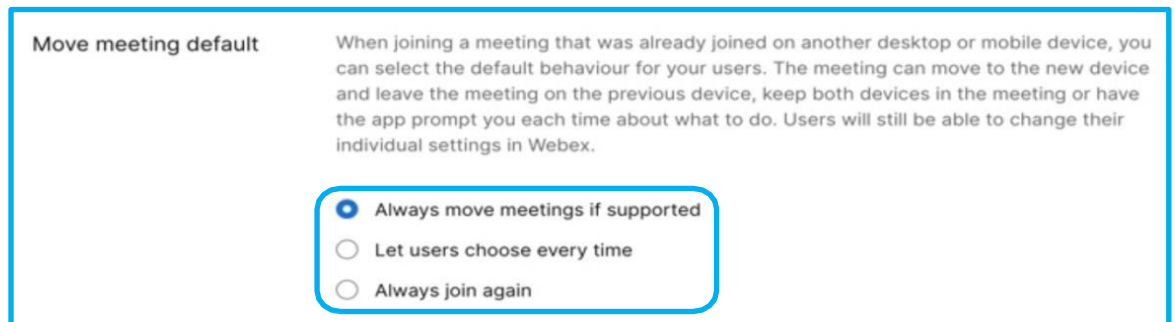 Move meeting default
When joining a meeting that was already joined on another desktop or mobile device, you
can select the default behaviour for your users. The meeting can move to the new device
and leave the meeting on the previous device, keep both devices in the meeting or have
the app prompt you each time about what to do. Users will still be able to change their
individual settings in Webex.
Always move meetings if supported
Let users choose every time
Always join again